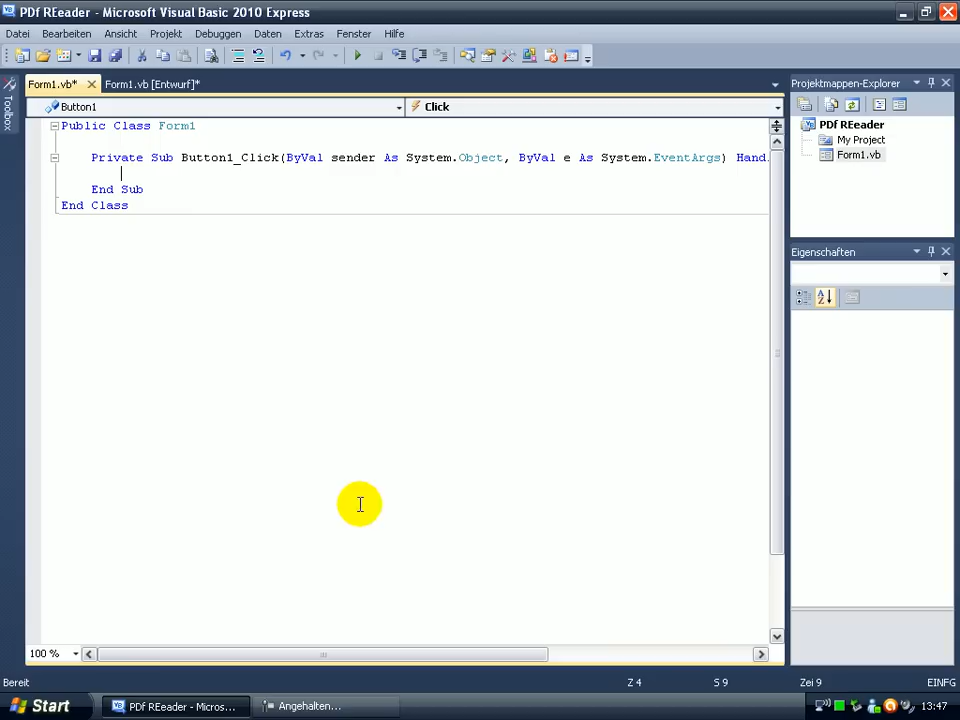 PDf REeader - Microsoft Visual Basic 2010 Express
Datei Bearbeiten Ansicht Projekt Debuggen Daten Extras Fenster Hilfe
Form1.vb* Form1.vb [Entwurf]*
Toolbox
Button1 Click
Public Class Form1
Private Sub Button1_Click(ByVal sender As System.Object, ByVal e As System.EventArgs) Hand
End Sub
End Class
Projektmappen-Explorer
PDf REeader
My Project
Form1.vb
Eigenschaften
100 %
Bereit Z 4 S 9 Zei 9 EINFG
Start PDf REeader - Micros... Angehalten... 13:47